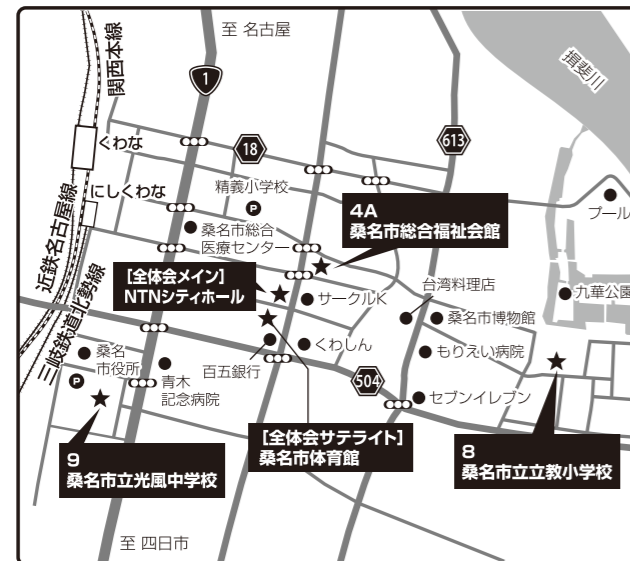 至 名古屋
関西本線
1
揖斐川
くわな
18
613
にしくわな
精義小学校
P
桑名市総合
医療センター
4A
桑名市総合福祉会館
プール
近鉄名古屋線
[全体会メイン]
NTNシティホール
サークルK
台湾料理店
九華公園
桑名市博物館
三岐鉄道北勢線
桑名
市役所
P
青木
記念病院
百五銀行
くわしん
もりえい病院
504
セブンイレブン
9
桑名市立光風中学校
[全体会サテライト]
桑名市体育館
8
桑名市立立教小学校
至 四日市